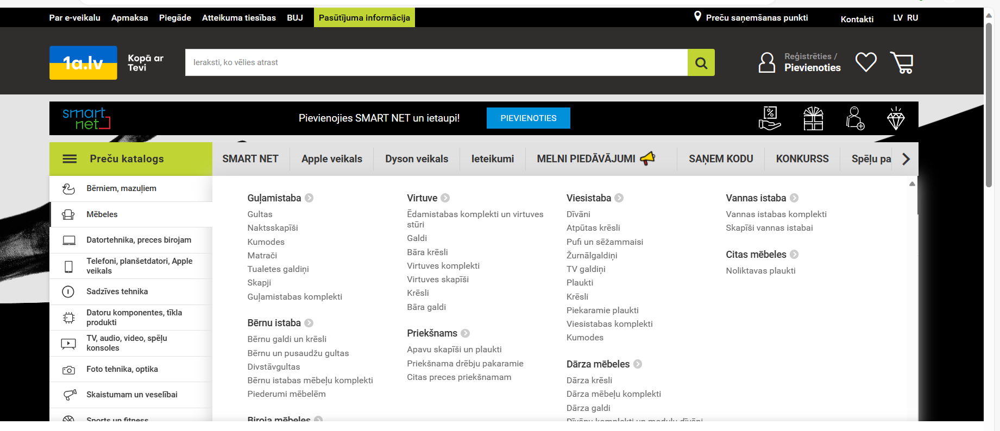 Par e-veikalu Apmaksa Piegāde Atteikuma tiesības BUJ Pasūtījuma informācija Preču saņemšanas punkti Kontakti LV RU
1a.lv
Kopā ar
Tevi
Ieraksti, ko vēlies atrast
Reģistrēties /
Pievienoties
smart
net
Pievienojies SMART NET un ietaupi!
PIEVIENOTIES
Preču katalogs
SMART NET Apple veikals Dyson veikals Ieteikumi MELNI PIEDĀVĀJUMI SAŅEM KODU KONKURSS Spēļu pa
Bērniem, mazuļiem
Mēbeles
Datortehnika, preces birojam
Telefoni, planšetdatori, Apple
veikals
Sadzīves tehnika
Datoru komponentes, tīkla
produkti
TV, audio, video, spēļu
konsoles
Foto tehnika, optika
Skaistumam un veselībai
Sports un fitness
Guļamistaba
Gultas
Naktsskapīši
Kumodes
Matrači
Tualetes galdiņi
Skapji
Guļamistabas komplekti
Bērnu istaba
Bērnu galdi un krēsli
Bērnu un pusaudžu gultas
Divstāvgultas
Bērnu istabas mēbeļu komplekti
Piederumi mēbelēm
Biroja mēbeles
Virtuve
Ēdamistabas komplekti un virtuves
stūri
Galdi
Bāra krēsli
Virtuves komplekti
Virtuves skapīši
Krēsli
Bāra galdi
Priekšnams
Apavu skapīši un plaukti
Priekšnama drēbju pakaramie
Citas preces priekšnamam
Viesistaba
Dīvāni
Atpūtas krēsli
Pufi un sēžammaisi
Žurnālgaldiņi
TV galdiņi
Plaukti
Krēsli
Piekaramie plaukti
Viesistabas komplekti
Kumodes
Dārza mēbeles
Dārza krēsli
Dārza mēbeļu komplekti
Dārza galdi
Dīvānu komplekti un moduļu dīvāni
Vannas istaba
Vannas istabas komplekti
Skapīši vannas istabai
Citas mēbeles
Noliktavas plaukti